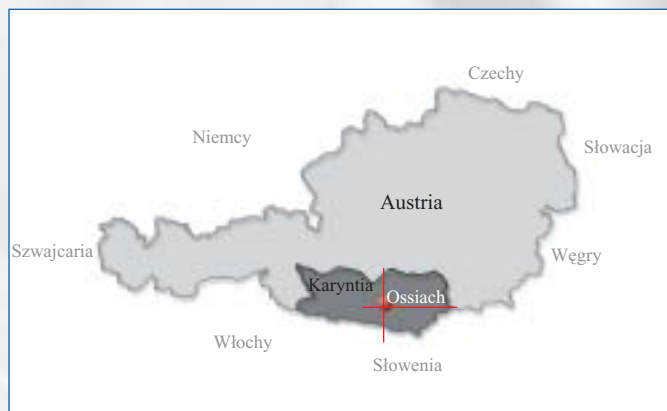 Czechy
Niemcy
Słowacja
Austria
Szwajcaria
Węgry
Karyntia
Ossiach
Włochy
Słowenia